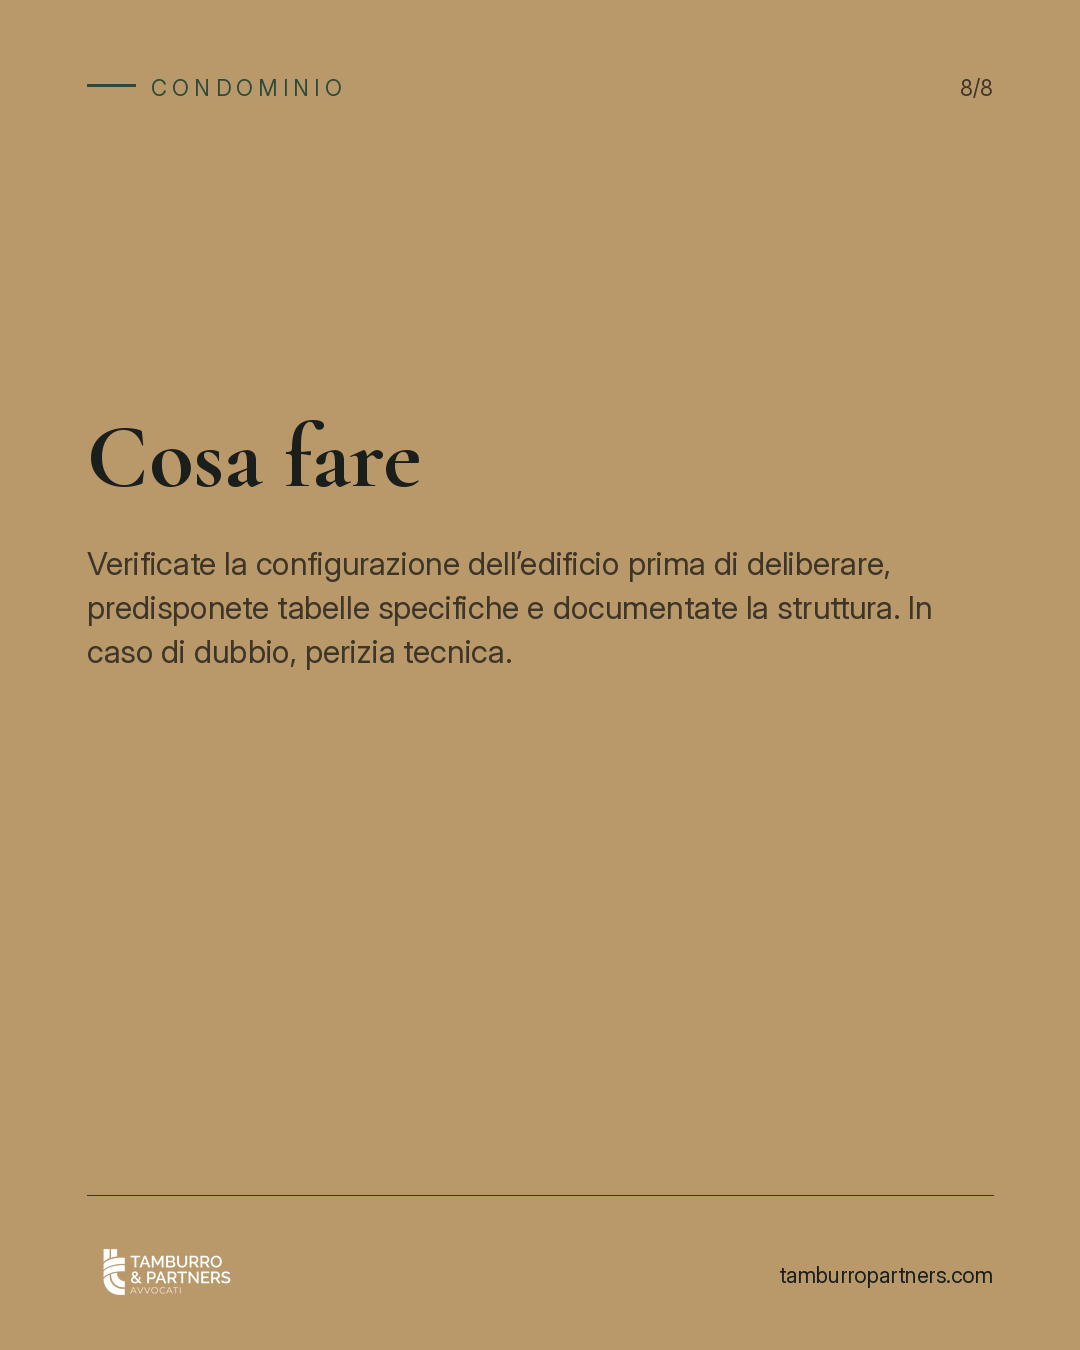 CONDOMINIO
8/8
Cosa fare
Verificate la configurazione dell’edificio prima di deliberare,
predisponete tabelle specifiche e documentate la struttura. In
caso di dubbio, perizia tecnica.
TAMBURRO
& PARTNERS
AVVOCATI
tamburropartners.com